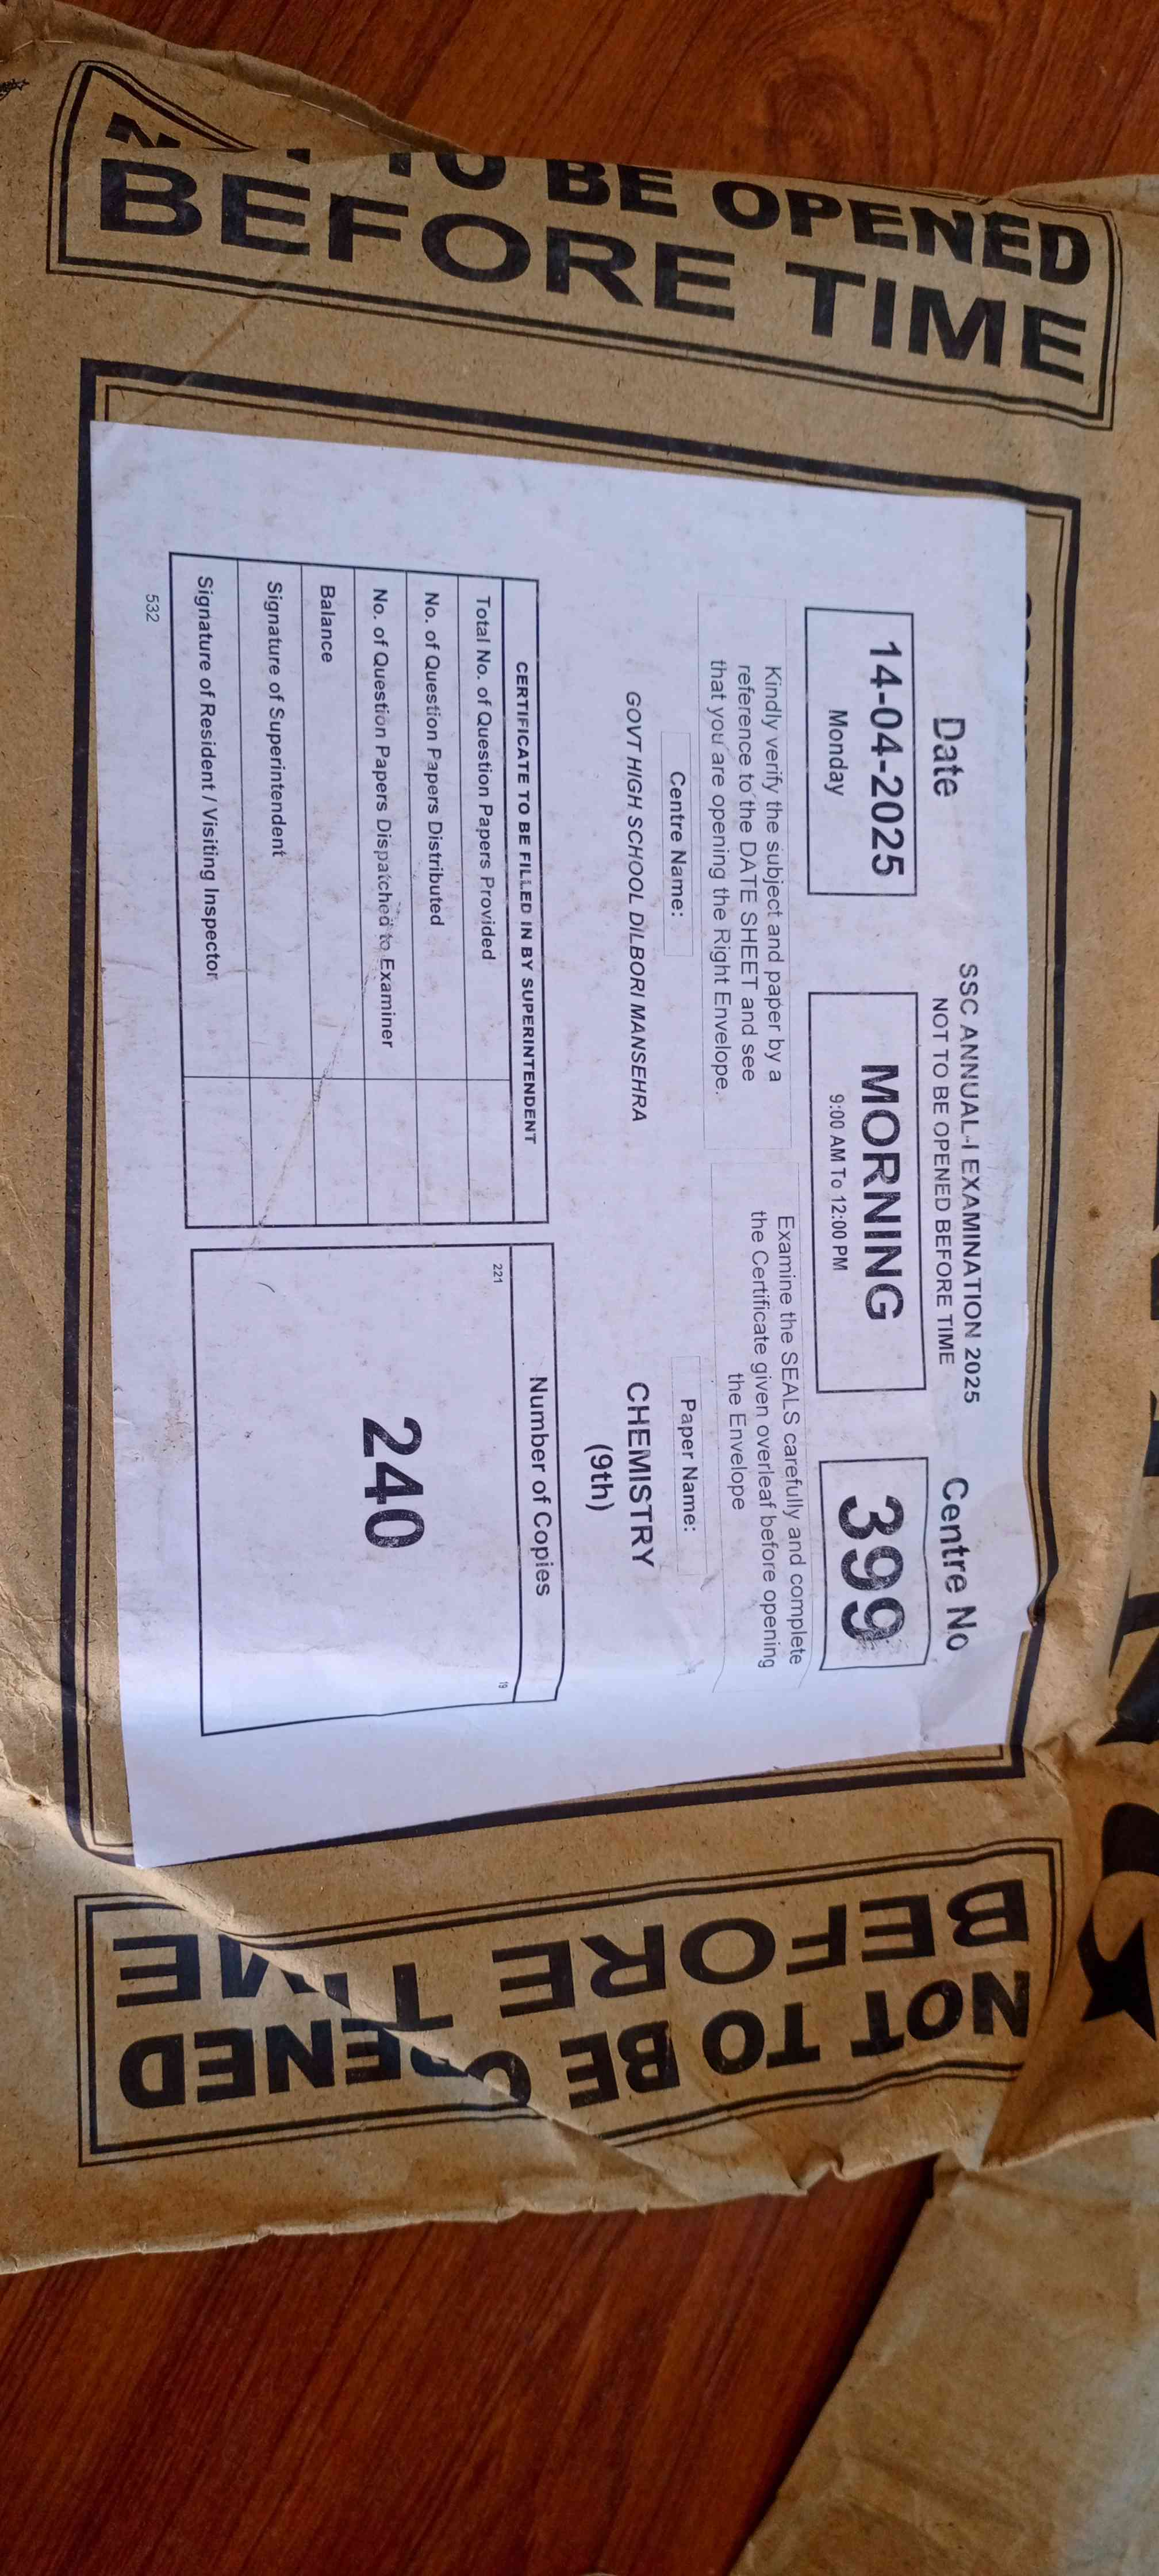 NOT TO BE OPENED
BEFORE TIME
SSC ANNUAL-I EXAMINATION 2025
NOT TO BE OPENED BEFORE TIME
Date
Centre No
14-04-2025
Monday
MORNING
9:00 AM To 12:00 PM
399
Kindly verify the subject and paper by a
reference to the DATE SHEET and see
that you are opening the Right Envelope.
Examine the SEALS carefully and complete
the Certificate given overleaf before opening
the Envelope
Centre Name:
Paper Name:
GOVT HIGH SCHOOL DILBORI MANSEHRA
CHEMISTRY
(9th)
CERTIFICATE TO BE FILLED IN BY SUPERINTENDENT
Total No. of Question Papers Provided
No. of Question Papers Distributed
No. of Question Papers Dispatched to Examiner
Balance
Signature of Superintendent
Signature of Resident / Visiting Inspector
532
Number of Copies
221
19
240
NOT TO BE OPENED
BEFORE TIME